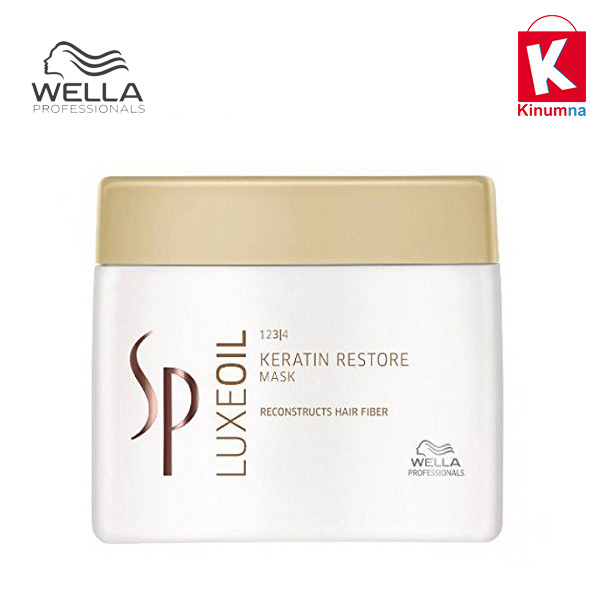 WELLA
PROFESSIONALS
K
Kinumna
SP
LUXEOIL
123|4
KERATIN RESTORE
MASK
RECONSTRUCTS HAIR FIBER
WELLA
PROFESSIONALS